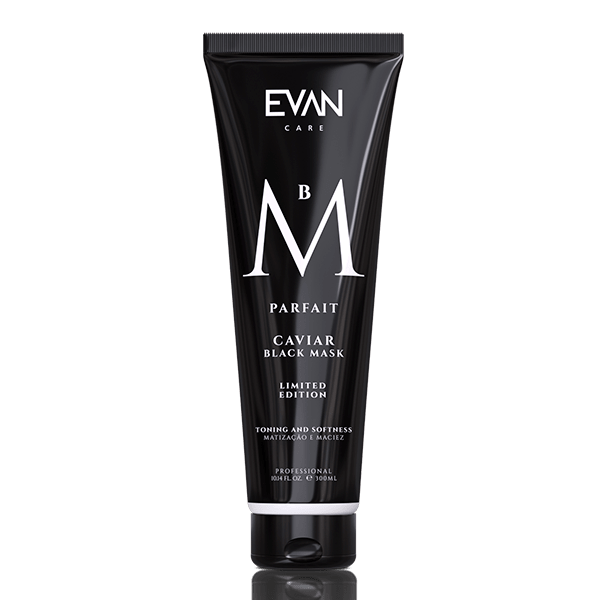 EVAN
CARE
B
M
PARFAIT
CAVIAR
BLACK MASK
LIMITED
EDITION
TONING AND SOFTNESS
MATIZAÇÃO E MACIEZ
PROFESSIONAL
10.14 FL. OZ. ℮ 300ML